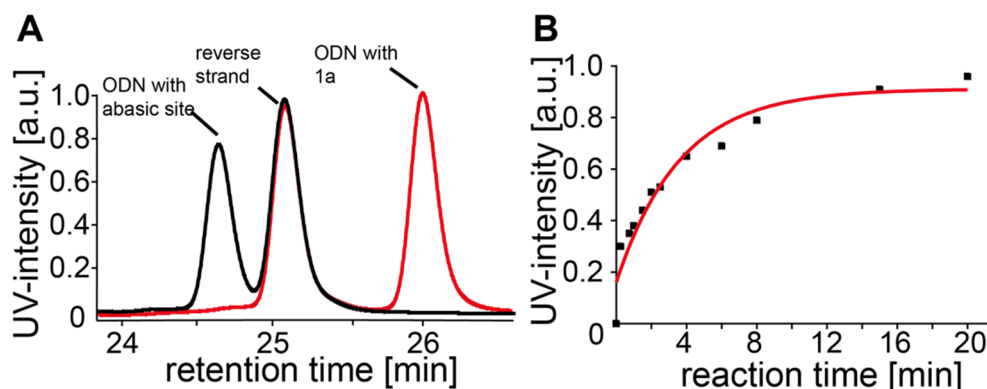 A
ODN with
abasic site
reverse
strand
ODN with
1a
UV-intensity [a.u.]
1.0
0.8
0.6
0.4
0.2
0
24
25
26
retention time [min]
B
UV-intensity [a.u.]
1.0
0.8
0.6
0.4
0.2
0
4
8
12
16
20
reaction time [min]